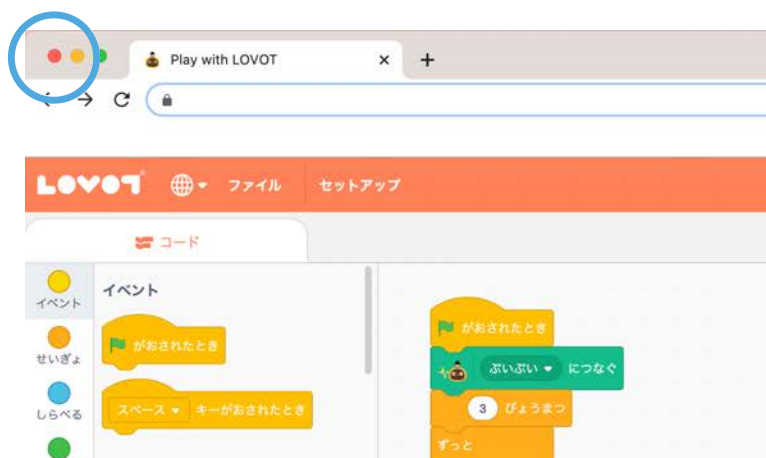 Play with LOVOT
LOVOT ファイル セットアップ
コード
イベント
せいぎょ
しらべる
イベント
がおされたとき
スペース キーがおされたとき
がおされたとき
ぷいぷい につなぐ
3 びょうまつ
ずっと